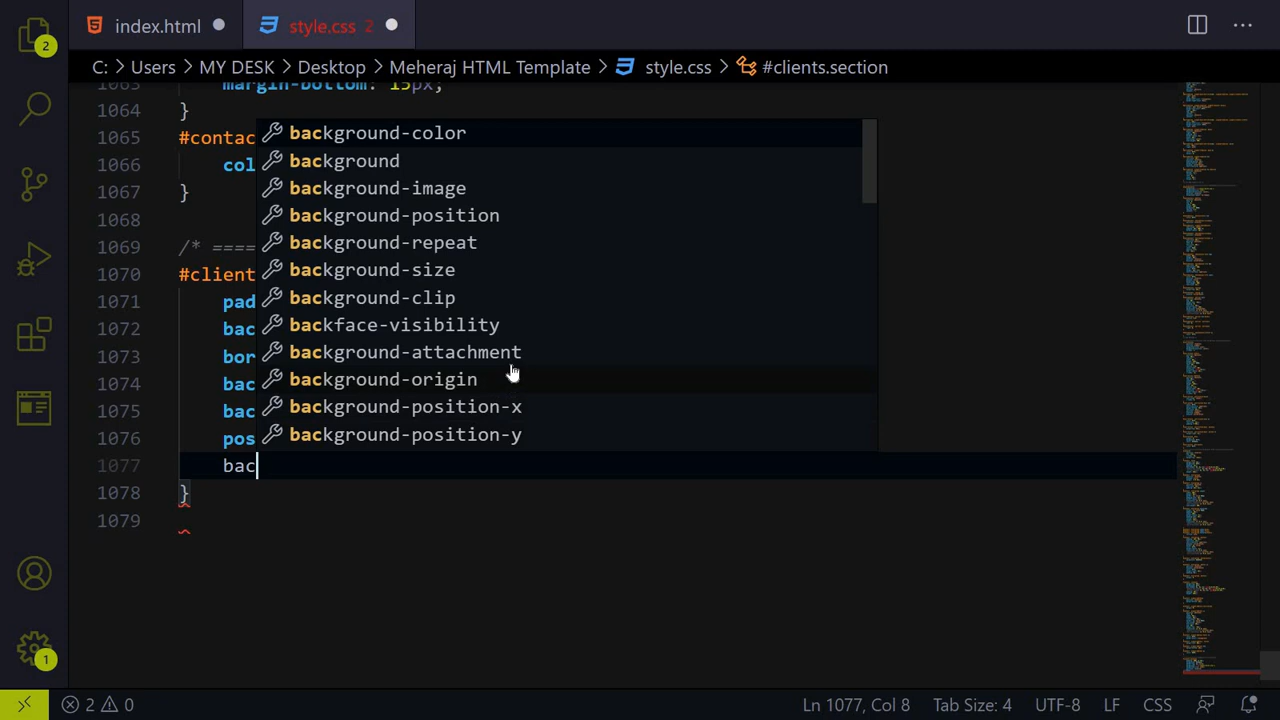 index.html
style.css 2
C: > Users > MY DESK > Desktop > Meheraj HTML Template > style.css > #clients.section
2
1063 margin-bottom: 15px;
1064 }
1065 #contac
1066 col
1067 }
1068
1069 /* ====
1070 #client
1071 pad
1072 bac
1073 bor
1074 bac
1075 bac
1076 pos
1077 bac
1078 }
1079
background-color
background
background-image
background-position
background-repeat
background-size
background-clip
backface-visibility
background-attachment
background-origin
background-position-x
background-position-y
1
2 0
Ln 1077, Col 8
Tab Size: 4
UTF-8
LF
CSS